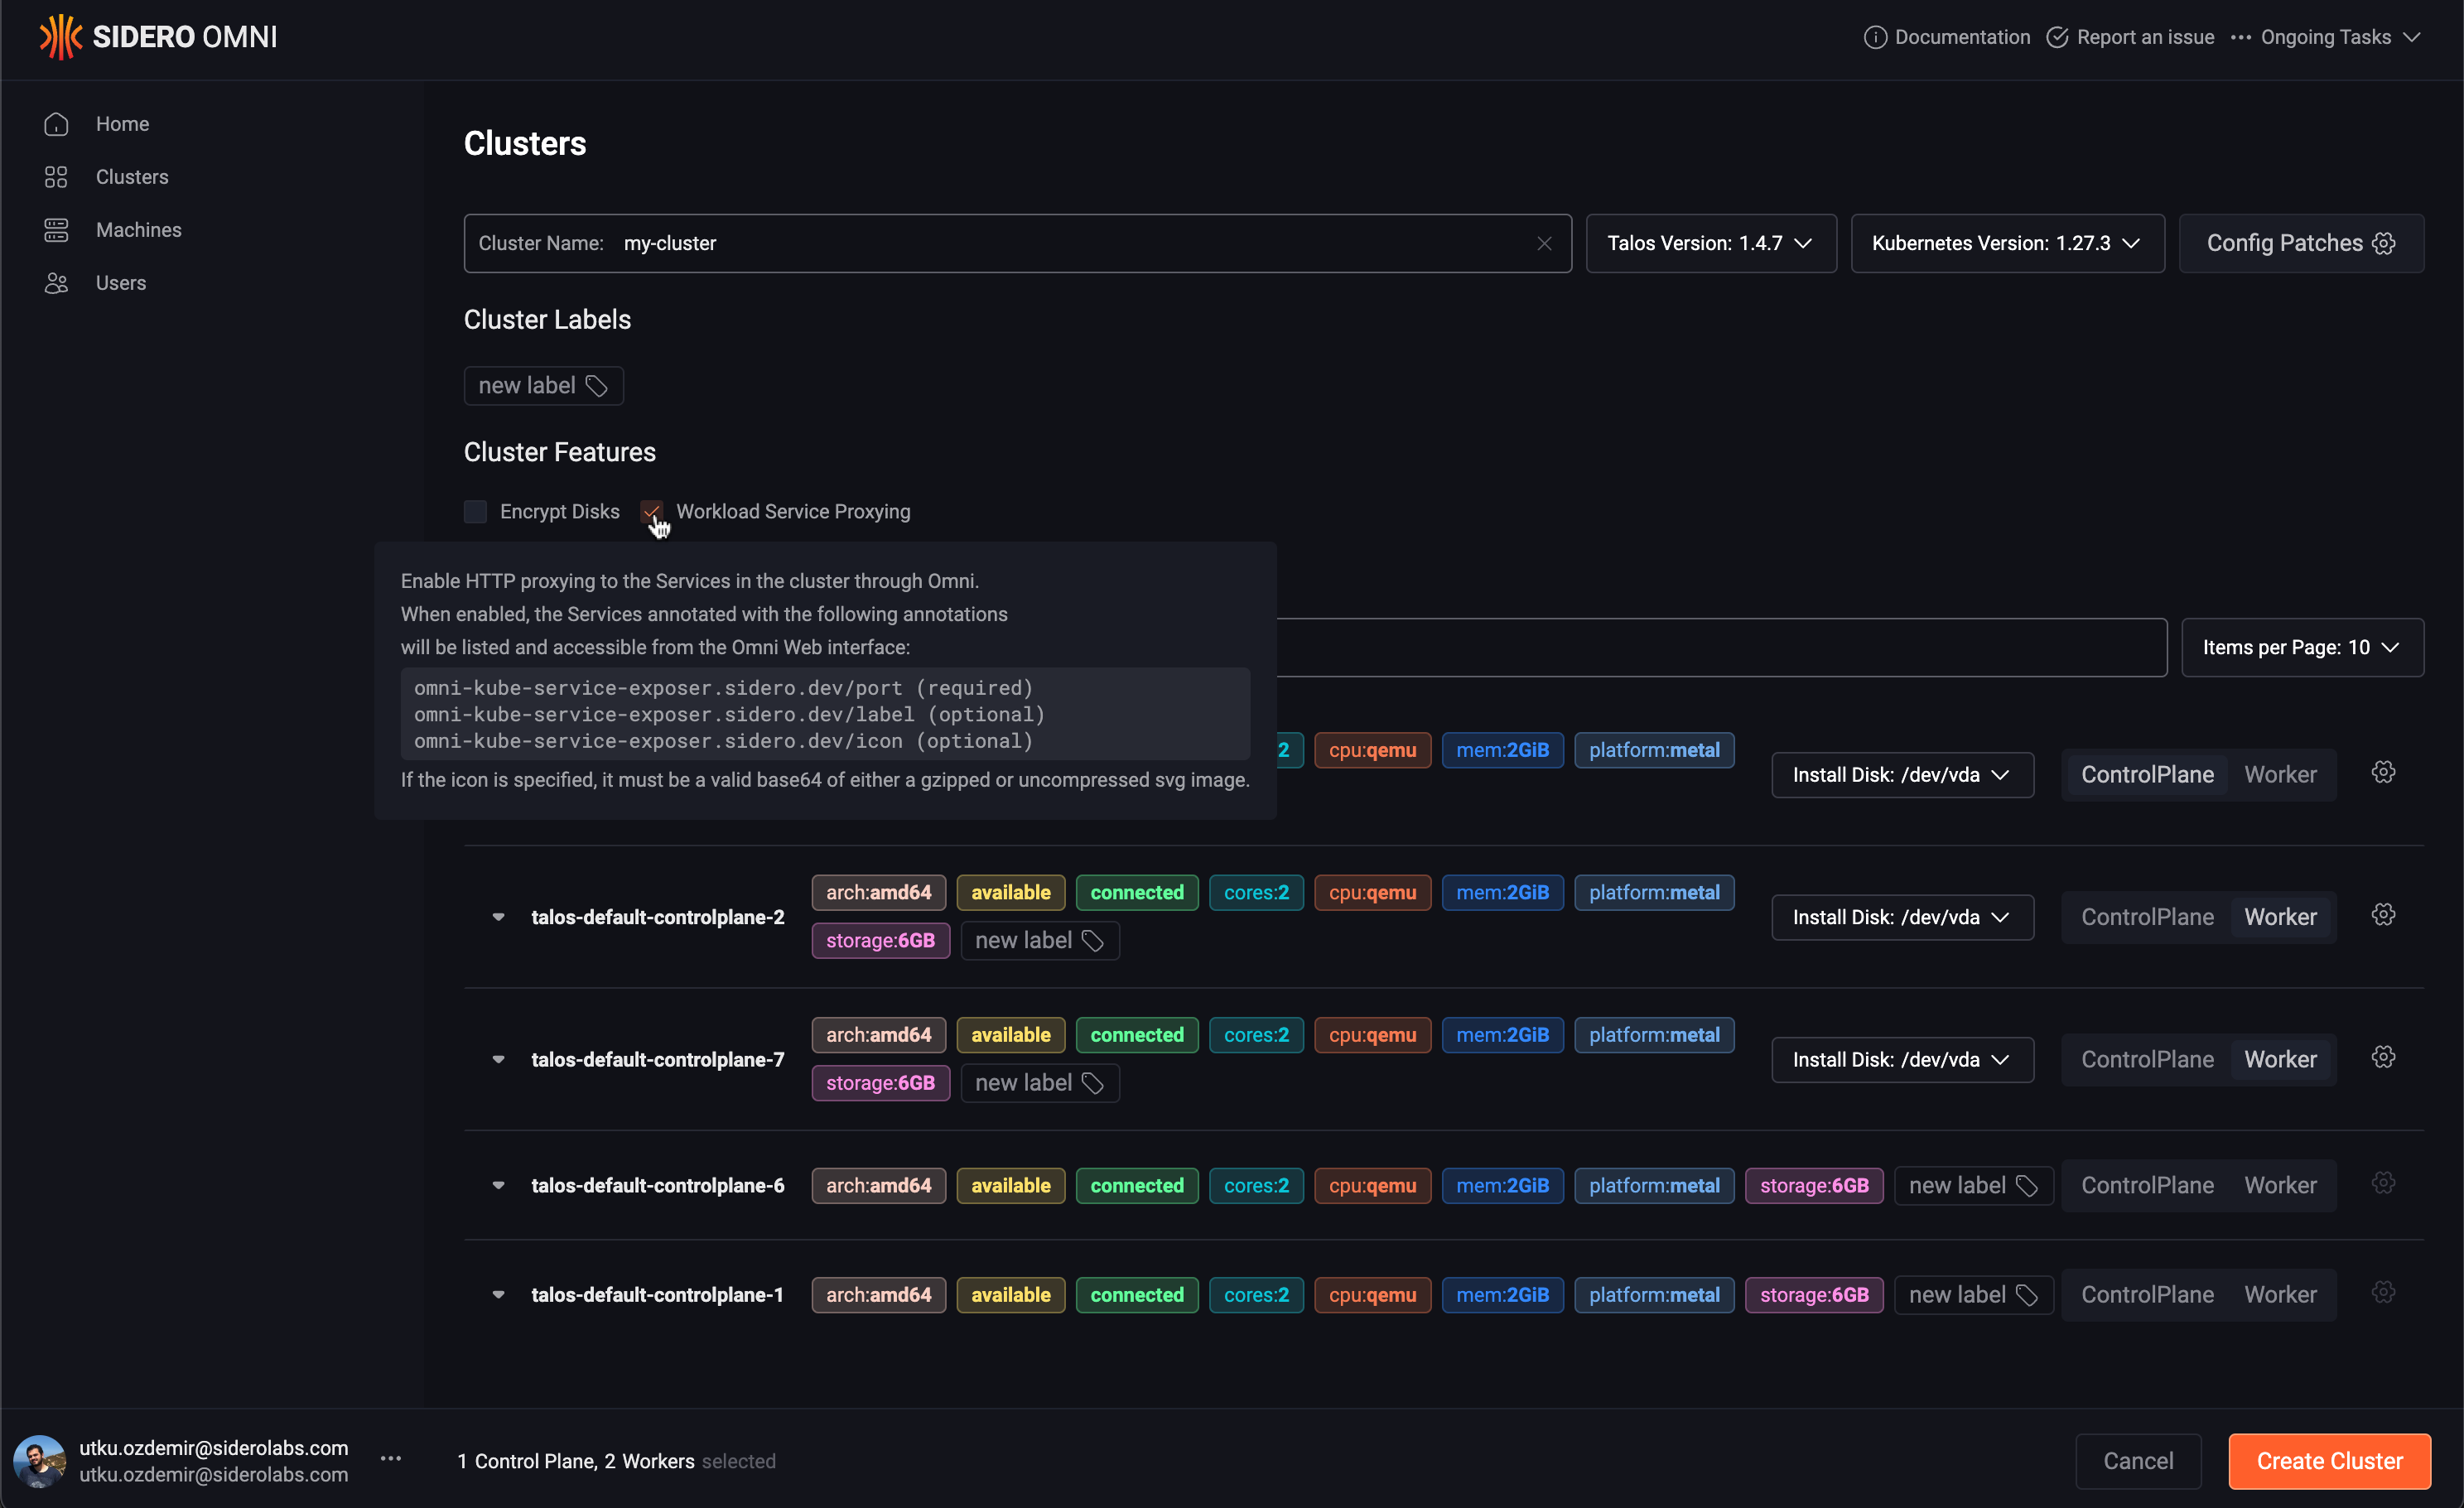 SIDERO OMNI
Documentation
Report an issue
Ongoing Tasks
Home
Clusters
Machines
Users
Clusters
Cluster Name: my-cluster
Talos Version: 1.4.7
Kubernetes Version: 1.27.3
Config Patches
Cluster Labels
new label
Cluster Features
Encrypt Disks
Workload Service Proxying
Enable HTTP proxying to the Services in the cluster through Omni.
When enabled, the Services annotated with the following annotations
will be listed and accessible from the Omni Web interface:
omni-kube-service-exposer.sidero.dev/port (required)
omni-kube-service-exposer.sidero.dev/label (optional)
omni-kube-service-exposer.sidero.dev/icon (optional)
If the icon is specified, it must be a valid base64 of either a gzipped or uncompressed svg image.
Items per Page: 10
2 cpu:qemu mem:2GiB platform:metal
Install Disk: /dev/vda
ControlPlane Worker
talos-default-controlplane-2
arch:amd64 available connected cores:2 cpu:qemu mem:2GiB platform:metal
storage:6GB new label
Install Disk: /dev/vda
ControlPlane Worker
talos-default-controlplane-7
arch:amd64 available connected cores:2 cpu:qemu mem:2GiB platform:metal
storage:6GB new label
Install Disk: /dev/vda
ControlPlane Worker
talos-default-controlplane-6
arch:amd64 available connected cores:2 cpu:qemu mem:2GiB platform:metal storage:6GB new label
ControlPlane Worker
talos-default-controlplane-1
arch:amd64 available connected cores:2 cpu:qemu mem:2GiB platform:metal storage:6GB new label
ControlPlane Worker
utku.ozdemir@siderolabs.com
utku.ozdemir@siderolabs.com
1 Control Plane, 2 Workers selected
Cancel
Create Cluster